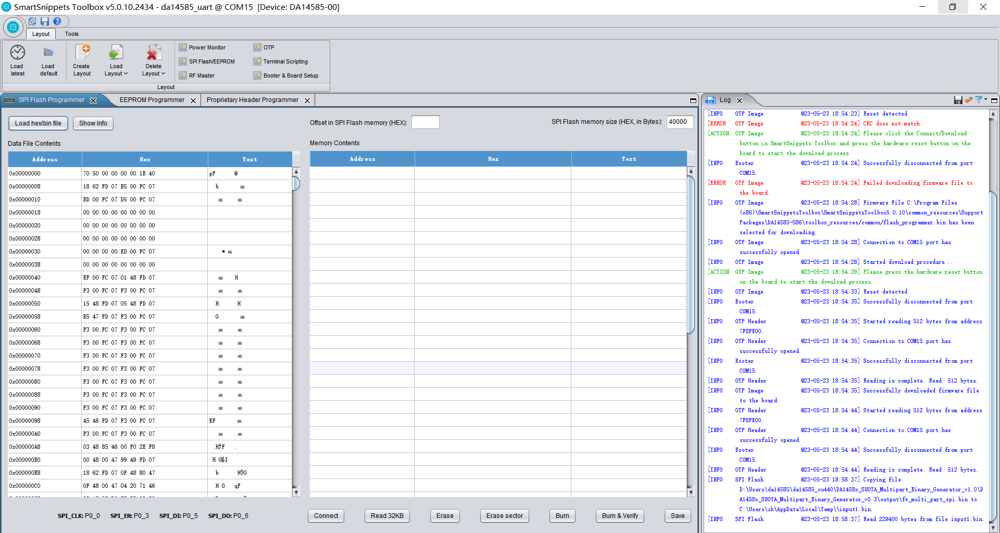 SmartSnippets Toolbox v5.0.10.2434 - da14585_uart @ COM15  [Device: DA14585-00]
Layout
Tools
Load latest
Load default
Create Layout
Load Layout
Delete Layout
Power Monitor
SPI Flash/EEPROM
RF Master
OTP
Terminal Scripting
Booter & Board Setup
Layout
SPI Flash Programmer
EEPROM Programmer
Proprietary Header Programmer
Load hex/bin file
Show Info
Offset in SPI Flash memory (HEX):
SPI Flash memory size (HEX, in Bytes): 40000
Data File Contents
Address Hex Text
0x00000000 70 50 00 00 00 00 1B 40 pP @
0x00000008 18 62 FD 07 B5 00 FC 07 b
0x00000010 BD 00 FC 07 D5 00 FC 07
0x00000018 00 00 00 00 00 00 00 00
0x00000020 00 00 00 00 00 00 00 00
0x00000028 00 00 00 00 00 00 00 00
0x00000030 00 00 00 00 ED 00 FC 07
0x00000038 00 00 00 00 00 00 00 00
0x00000040 EF 00 FC 07 01 48 FD 07 H
0x00000048 F3 00 FC 07 F3 00 FC 07
0x00000050 15 48 FD 07 05 48 FD 07 H H
0x00000058 B5 47 FD 07 F3 00 FC 07 G
0x00000060 F3 00 FC 07 F3 00 FC 07
0x00000068 F3 00 FC 07 F3 00 FC 07
0x00000070 F3 00 FC 07 F3 00 FC 07
0x00000078 F3 00 FC 07 F3 00 FC 07
0x00000080 F3 00 FC 07 F3 00 FC 07
0x00000088 F3 00 FC 07 F3 00 FC 07
0x00000090 F3 00 FC 07 F3 00 FC 07
0x00000098 45 46 FD 07 F3 00 FC 07 EF
0x000000A0 F3 00 FC 07 F3 00 FC 07
0x000000A8 03 48 85 46 00 F0 2E F8 H F .
0x000000B0 00 48 00 47 99 49 FD 07 H G I
0x000000B8 18 62 FD 07 0F 48 80 47 b H G
0x000000C0 0F 48 00 47 04 20 71 46 H G qF
Memory Contents
Address Hex Text
SPI_CLK: P0_0 SPI_EN: P0_3 SPI_DI: P0_5 SPI_DO: P0_6
Connect
Read 32KB
Erase
Erase sector
Burn
Burn & Verify
Save
Log
[INFO OTP Image @23-05-23 18:54:23] Reset detected
[ERROR OTP Image @23-05-23 18:54:24] CRC does not match.
[ACTION OTP Image @23-05-23 18:54:24] Please click the Connect/Download
button in SmartSnippets Toolbox and press the hardware reset button on the
board to start the download process.
[INFO Booter @23-05-23 18:54:24] Successfully disconnected from port
COM15.
[ERROR OTP Image @23-05-23 18:54:24] Failed downloading firmware file to
the board.
[INFO OTP Image @23-05-23 18:54:28] Firmware File C:\Program Files
(x86)\SmartSnippetsToolbox\SmartSnippetsToolbox5.0.10\common_resources\Support
Packages\DA14585-586\toolbox_resources/common/flash_programmer.bin has been
selected for downloading.
[INFO OTP Image @23-05-23 18:54:28] Connection to COM15 port has
successfully opened.
[INFO OTP Image @23-05-23 18:54:28] Started download procedure...
[ACTION OTP Image @23-05-23 18:54:29] Please press the hardware reset button
on the board to start the download process.
[INFO OTP Image @23-05-23 18:54:33] Reset detected
[INFO Booter @23-05-23 18:54:35] Successfully disconnected from port
COM15.
[INFO OTP Header @23-05-23 18:54:35] Started reading 512 bytes from address
7F8FE00.
[INFO OTP Header @23-05-23 18:54:35] Connection to COM15 port has
successfully opened.
[INFO Booter @23-05-23 18:54:35] Successfully disconnected from port
COM15.
[INFO OTP Header @23-05-23 18:54:35] Reading is complete. Read  512 bytes.
[INFO OTP Image @23-05-23 18:54:35] Successfully downloaded firmware file
to the board.
[INFO OTP Header @23-05-23 18:54:44] Started reading 512 bytes from address
7F8FE00.
[INFO OTP Header @23-05-23 18:54:44] Connection to COM15 port has
successfully opened.
[INFO Booter @23-05-23 18:54:44] Successfully disconnected from port
COM15.
[INFO OTP Header @23-05-23 18:54:44] Reading is complete. Read  512 bytes.
[INFO SPI Flash @23-05-23 18:58:37] Copying file:
D:\Users\da14585\da14585_cu440\DA1458x_SUOTA_Multipart_Binary_Generator_v1.0\D
A1458x_SUOTA_Multipart_Binary_Generator_v0.3\output\fw_multi_part_spi.bin to
C:\Users\zk\AppData\Local\Temp\\input1.bin.
[INFO SPI Flash @23-05-23 18:58:37] Read 229400 bytes from file input1.bin.